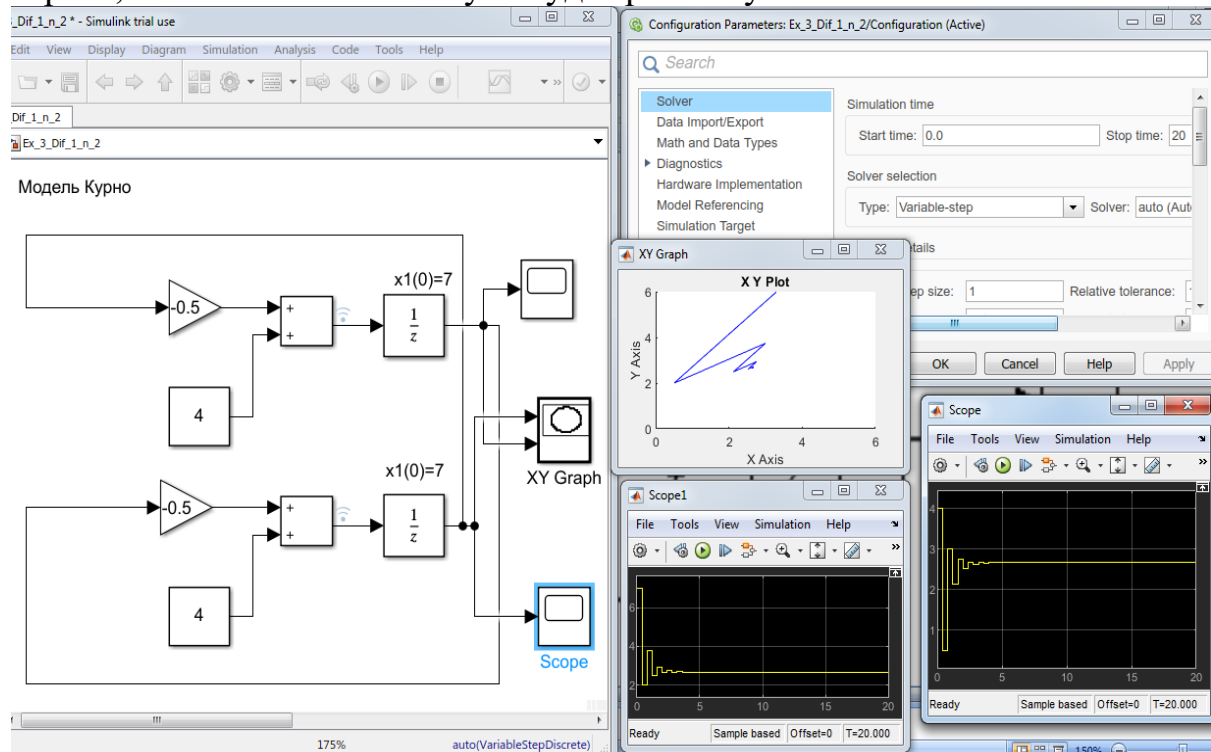 _Dif_1_n_2 * - Simulink trial use
Edit View Display Diagram Simulation Analysis Code Tools Help
Dif_1_n_2
Ex_3_Dif_1_n_2
Модель Курно
x1(0)=7
-0.5
+
+
1
z
4
x1(0)=7
-0.5
+
+
1
z
4
XY Graph
Scope
175%
auto(VariableStepDiscrete)
Configuration Parameters: Ex_3_Dif_1_n_2/Configuration (Active)
Search
Solver
Data Import/Export
Math and Data Types
Diagnostics
Hardware Implementation
Model Referencing
Simulation Target
Simulation time
Start time: 0.0
Stop time: 20
Solver selection
Type: Variable-step
Solver: auto (Aut
tails
ep size: 1
Relative tolerance: 1
OK Cancel Help Apply
XY Graph
X Y Plot
Y Axis
6
4
2
0
0 2 4 6
X Axis
Scope1
File Tools View Simulation Help
6
4
2
0 5 10 15 20
Ready Sample based Offset=0 T=20.000
Scope
File Tools View Simulation Help
4
3
2
1
0 5 10 15 20
Ready Sample based Offset=0 T=20.000
150%